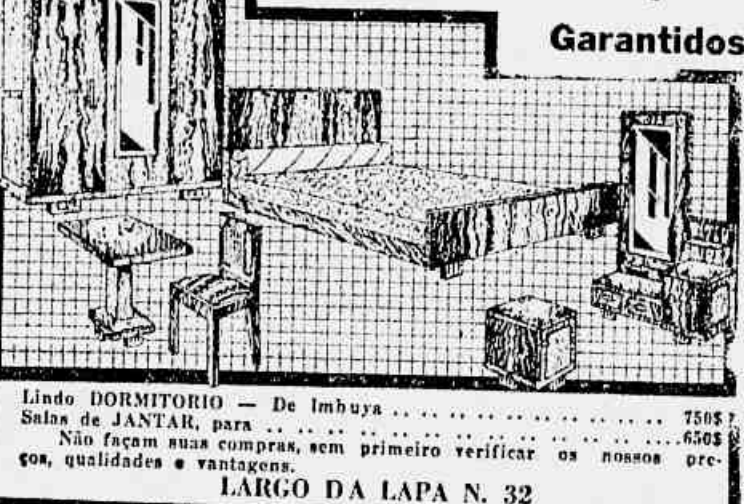 Garantidos
Lindo DORMITORIO — De Imbuya .. .. .. .. .. .. .. .. .. .. .. 750$
Salas de JANTAR, para .. .. .. .. .. .. .. .. .. .. .. .. .. ....650$
Não façam suas compras, sem primeiro verificar os nossos pre-
ços, qualidades e vantagens.
LARGO DA LAPA N. 32